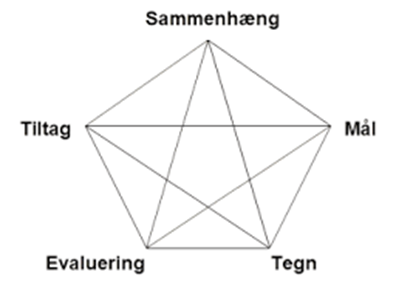 Sammenhæng
Tiltag
Mål
Evaluering
Tegn